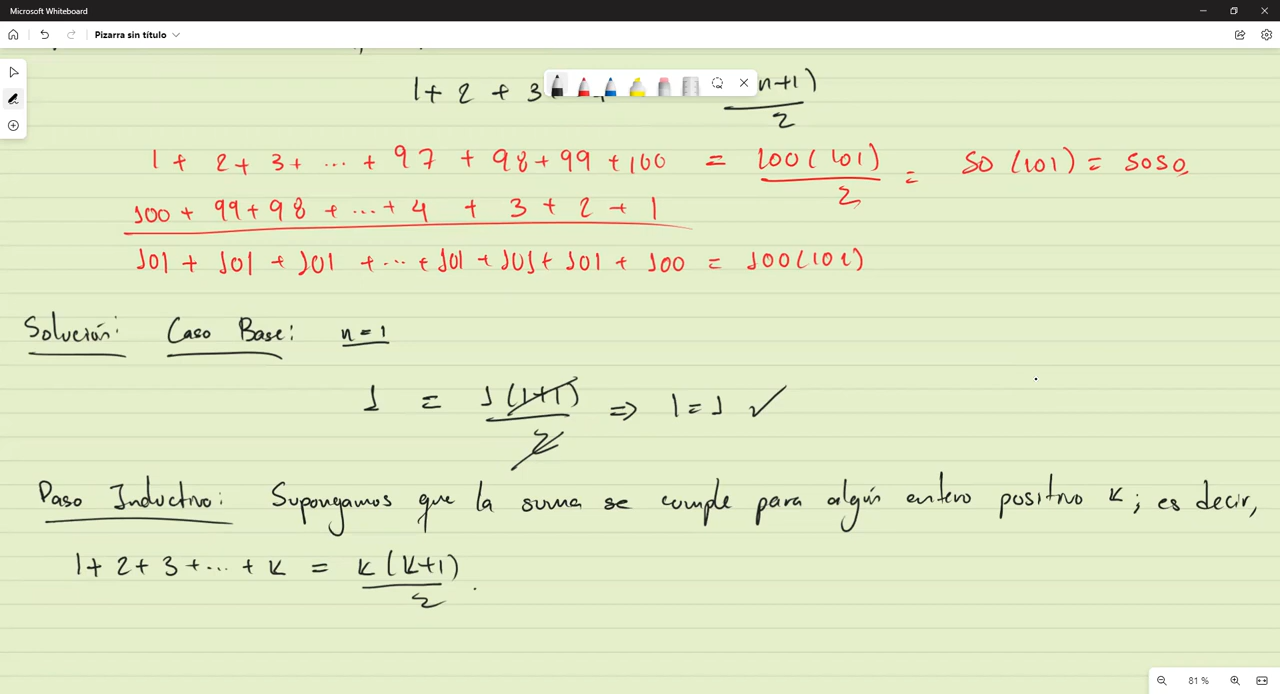 Microsoft Whiteboard
Pizarra sin título
1 + 2 + 3 + n+1)
2
1 + 2 + 3 + ... + 97 + 98 + 99 + 100 = 100(101) = 50(101) = 5050
2
100 + 99 + 98 + ... + 4 + 3 + 2 + 1
101 + 101 + 101 + ... + 101 + 101 + 101 + 100 = 100(101)
Solución: Caso Base: n = 1
1 = 1(1+1) => 1 = 1 ✓
2
Paso Inductivo: Supongamos que la suma se cumple para algún entero positivo k; es decir,
1 + 2 + 3 + ... + k = k(k+1)
2
81 %